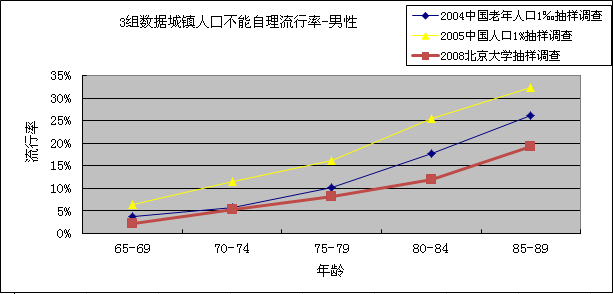 3组数据城镇人口不能自理流行率-男性
2004中国老年人口1‰抽样调查
2005中国人口1%抽样调查
2008北京大学抽样调查
35%
30%
25%
20%
15%
10%
5%
0%
流行率
65-69 70-74 75-79 80-84 85-89
年龄